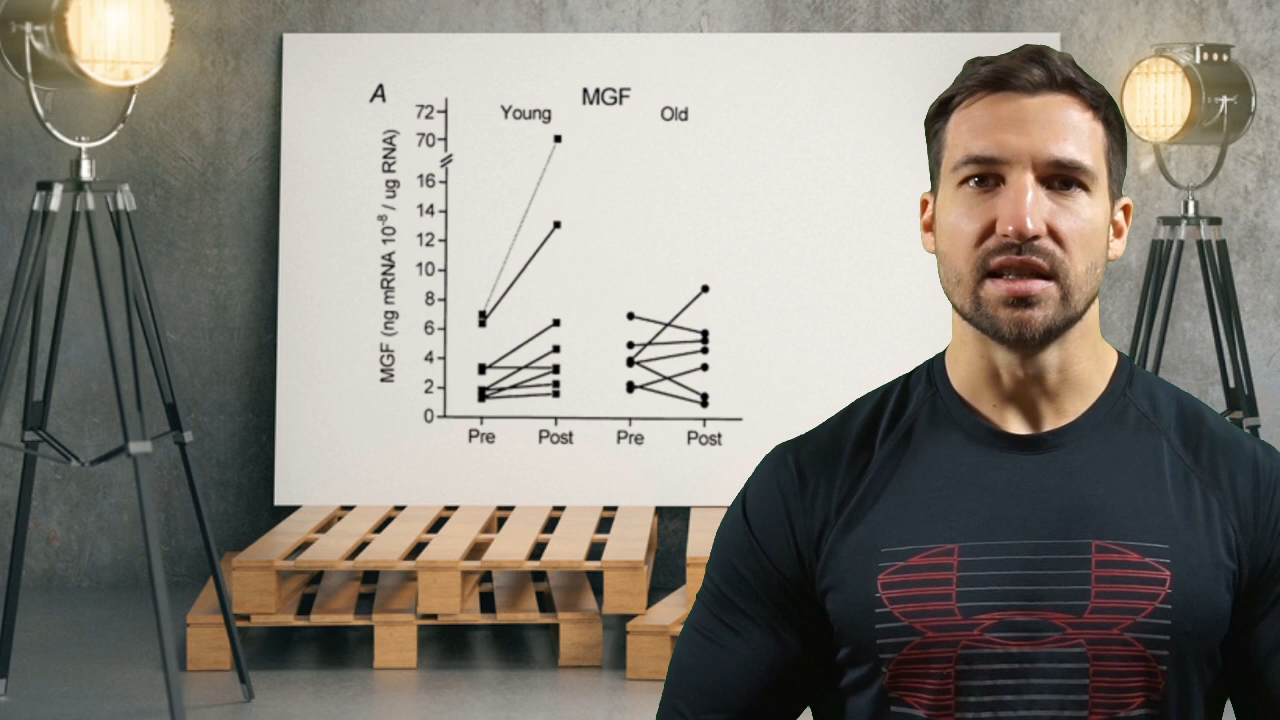 A
MGF
Young
Old
MGF (ng mRNA 10⁻⁸ / ug RNA)
72
70
16
14
12
10
8
6
4
2
0
Pre
Post
Pre
Post